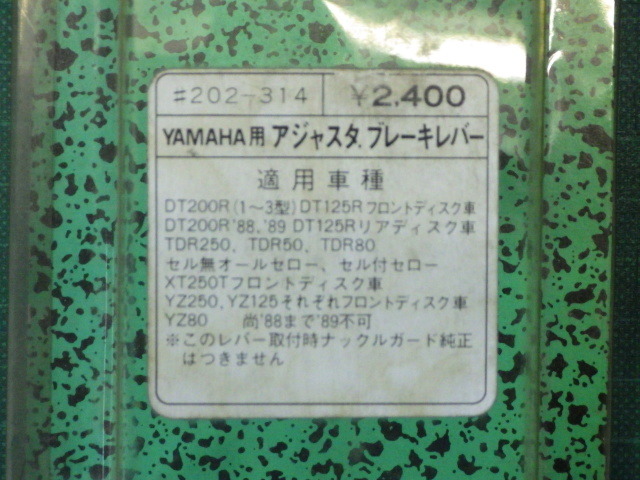 #202-314 ¥2,400
YAMAHA用 アジャスタ.ブレーキレバー
適用車種
DT200R(1～3型)DT125Rフロントディスク車
DT200R'88,'89 DT125Rリアディスク車
TDR250, TDR50, TDR80
セル無オールセロー、セル付セロー
XT250Tフロントディスク車
YZ250,YZ125それぞれフロントディスク車
YZ80 尚'88まで'89不可
※このレバー取付時ナックルガード純正
はつきません